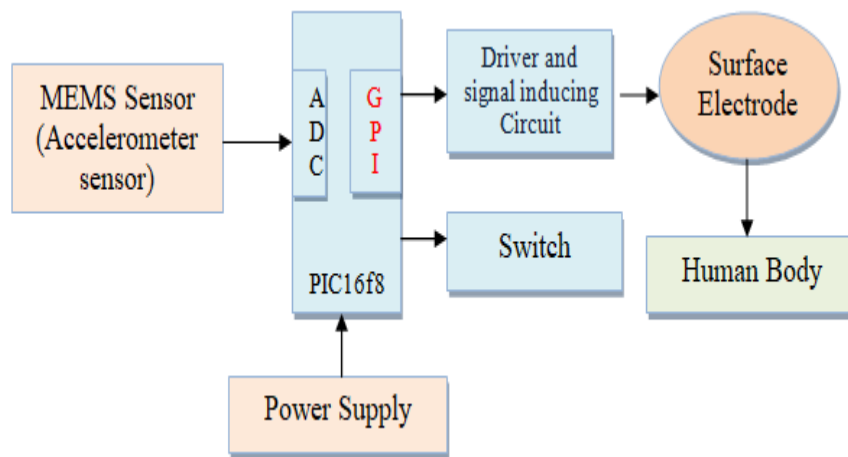 MEMS Sensor
(Accelerometer
sensor)
A
D
C
G
P
I
PIC16f8
Driver and
signal inducing
Circuit
Surface
Electrode
Switch
Human Body
Power Supply